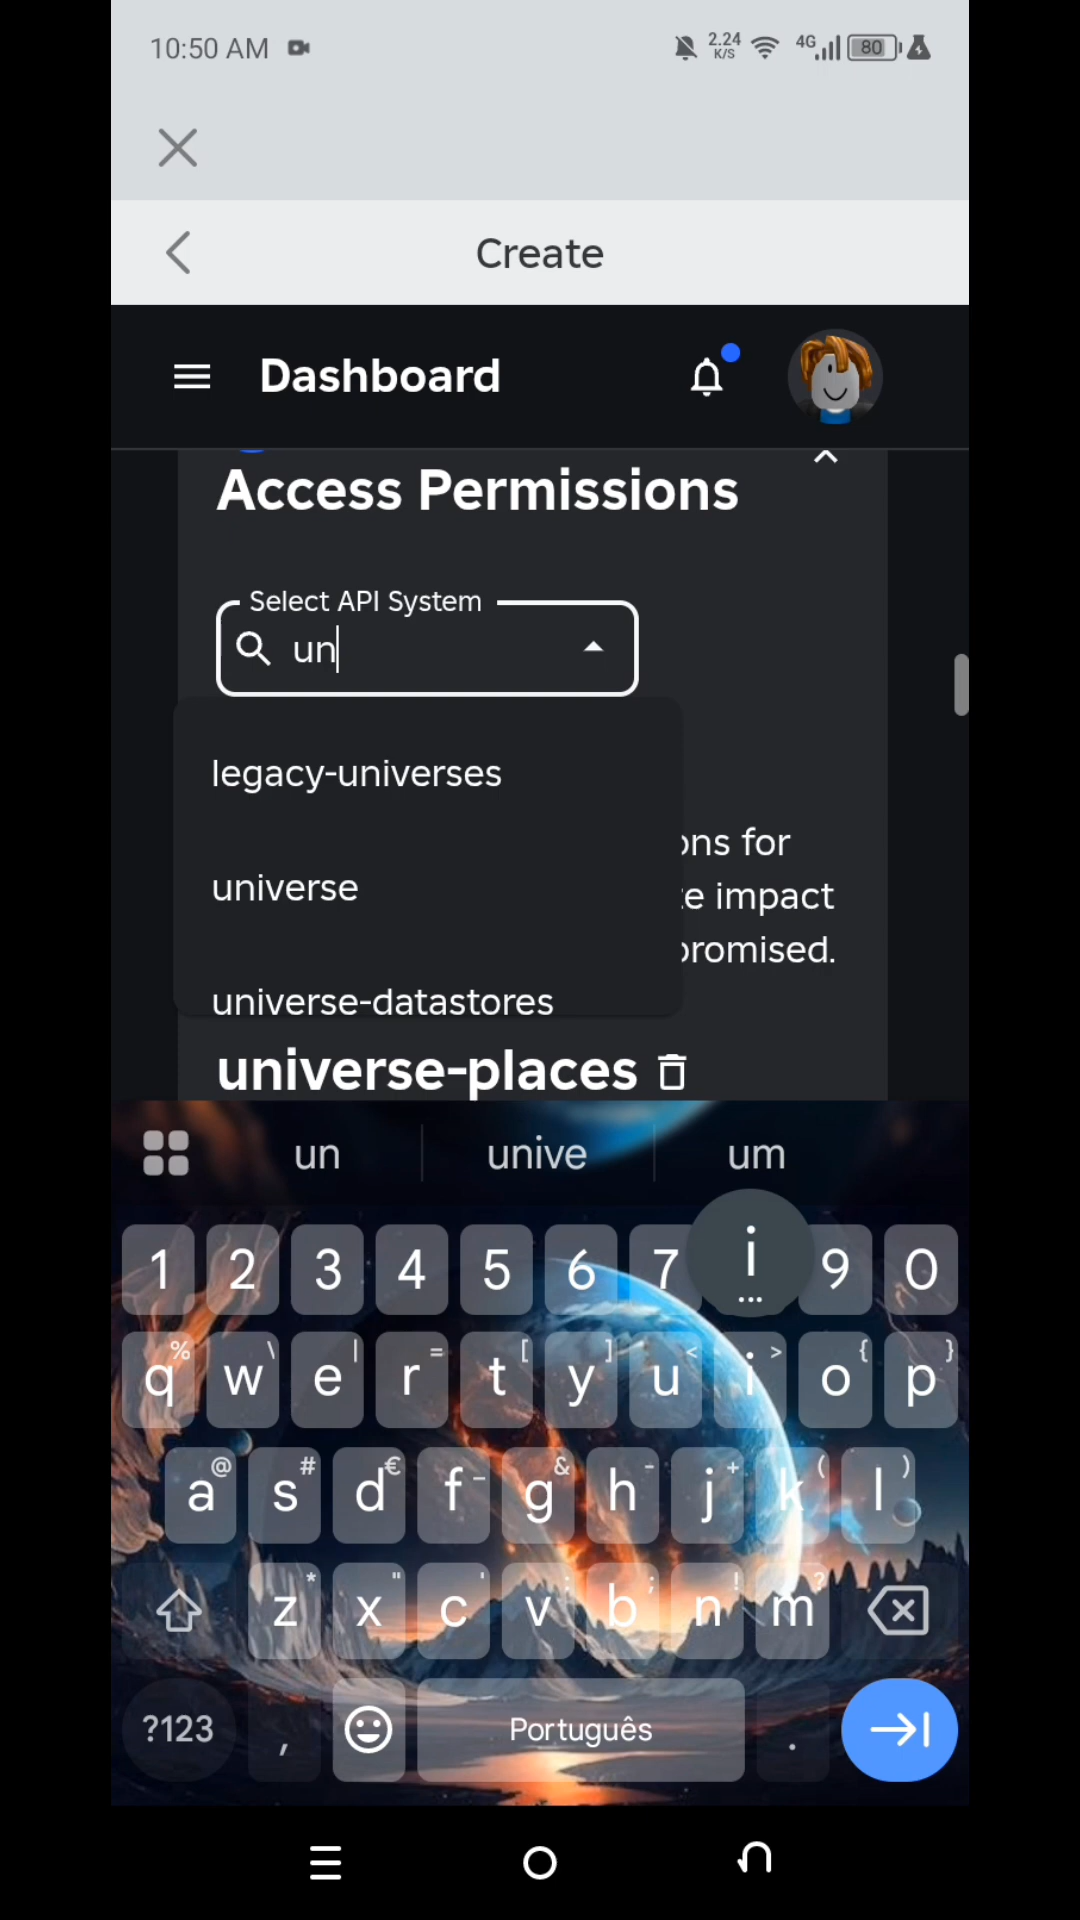 10:50 AM
2.24
K/S
4G
80
Create
Dashboard
Access Permissions
Select API System
un
legacy-universes
universe
universe-datastores
ons for
te impact
promised.
universe-places
un unive um
i
...
1 2 3 4 5 6 7 9 0
% \ | = [ ] < > { }
q w e r t y u i o p
@ # € _ & - + ( )
a s d f g h j k l
* " ' : ; ! ?
z x c v b n m
?123 , Português .